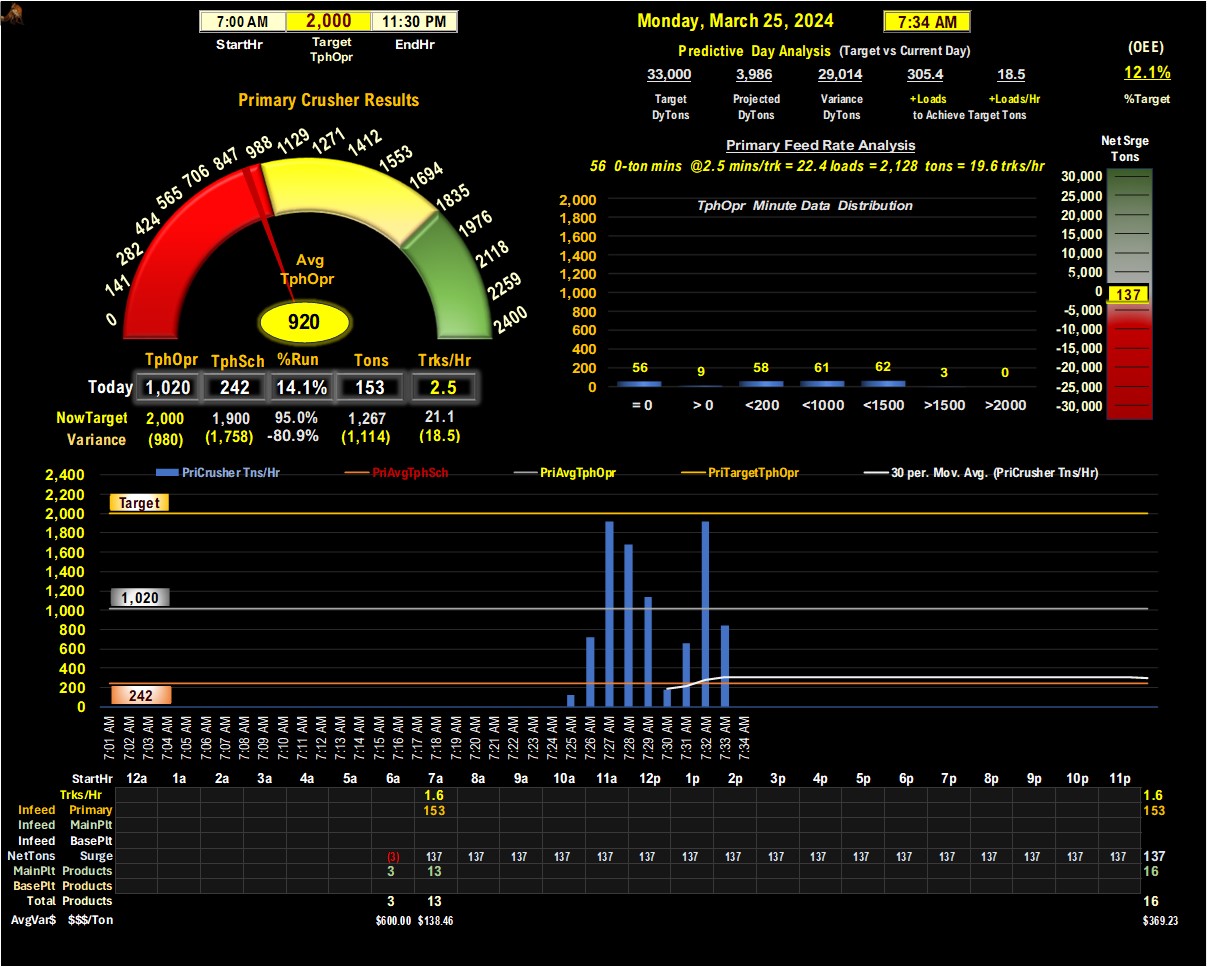 7:00 AM 2,000 11:30 PM
StartHr Target TphOpr EndHr
Monday, March 25, 2024 7:34 AM
Predictive Day Analysis (Target vs Current Day)
(OEE)
33,000 3,986 29,014 305.4 18.5
12.1%
Target DyTons Projected DyTons Variance DyTons +Loads +Loads/Hr
to Achieve Target Tons
%Target
Primary Crusher Results
0 141 282 424 565 706 847 988 1129 1271 1412 1553 1694 1835 1976 2118 2259 2400
Avg
TphOpr
920
Primary Feed Rate Analysis
56 0-ton mins @2.5 mins/trk = 22.4 loads = 2,128 tons = 19.6 trks/hr
TphOpr Minute Data Distribution
2,000
1,800
1,600
1,400
1,200
1,000
800
600
400
200
0
56 9 58 61 62 3 0
= 0 > 0 <200 <1000 <1500 >1500 >2000
Net Srge
Tons
30,000
25,000
20,000
15,000
10,000
5,000
0
-5,000
-10,000
-15,000
-20,000
-25,000
-30,000
137
TphOpr TphSch %Run Tons Trks/Hr
Today 1,020 242 14.1% 153 2.5
NowTarget 2,000 1,900 95.0% 1,267 21.1
Variance (980) (1,758) -80.9% (1,114) (18.5)
PriCrusher Tns/Hr PriAvgTphSch PriAvgTphOpr PriTargetTphOpr 30 per. Mov. Avg. (PriCrusher Tns/Hr)
2,400
2,200
2,000
1,800
1,600
1,400
1,200
1,000
800
600
400
200
0
Target
1,020
242
7:01 AM 7:02 AM 7:03 AM 7:04 AM 7:05 AM 7:06 AM 7:07 AM 7:08 AM 7:09 AM 7:10 AM 7:11 AM 7:12 AM 7:13 AM 7:14 AM 7:15 AM 7:16 AM 7:17 AM 7:18 AM 7:19 AM 7:20 AM 7:21 AM 7:22 AM 7:23 AM 7:24 AM 7:25 AM 7:26 AM 7:27 AM 7:28 AM 7:29 AM 7:30 AM 7:31 AM 7:32 AM 7:33 AM 7:34 AM
StartHr 12a 1a 2a 3a 4a 5a 6a 7a 8a 9a 10a 11a 12p 1p 2p 3p 4p 5p 6p 7p 8p 9p 10p 11p
Trks/Hr 1.6 1.6
Infeed Primary 153 153
Infeed MainPlt
Infeed BasePlt
NetTons Surge (3) 137 137 137 137 137 137 137 137 137 137 137 137 137 137 137 137 137 137
MainPlt Products 3 13 16
BasePlt Products
Total Products 3 13 16
AvgVar$ $$$/Ton $600.00 $138.46 $369.23